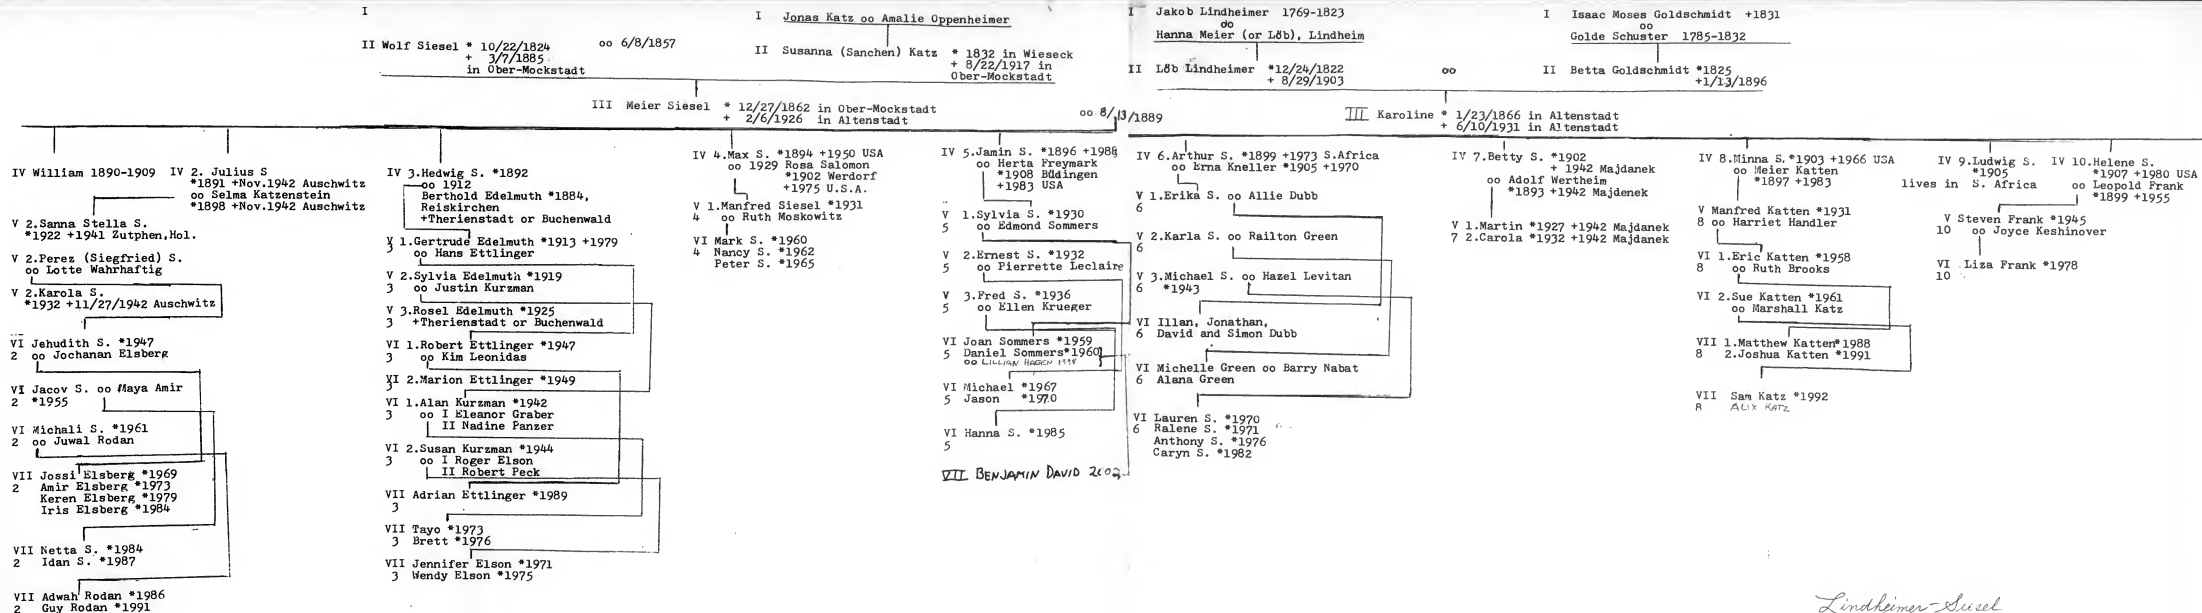 I
I Jonas Katz oo Amalie Oppenheimer
I Jakob Lindheimer 1769-1823
oo
Hanna Meier (or Löb), Lindheim
I Isaac Moses Goldschmidt +1831
oo
Golde Schuster 1785-1832
II Wolf Siesel * 10/22/1824
+ 3/7/1885
in Ober-Mockstadt
oo 6/8/1857
II Susanna (Sanchen) Katz * 1832 in Wieseck
+ 8/22/1917 in
Ober-Mockstadt
II Löb Lindheimer *12/24/1822
+ 8/29/1903
oo
II Betta Goldschmidt *1825
+1/13/1896
III Meier Siesel * 12/27/1862 in Ober-Mockstadt
+ 2/6/1926 in Altenstadt
oo 8/13/1889
III Karoline * 1/23/1866 in Altenstadt
+ 6/10/1931 in Altenstadt
IV William 1890-1909
IV 2. Julius S
*1891 +Nov.1942 Auschwitz
oo Selma Katzenstein
*1898 +Nov.1942 Auschwitz
V 2.Sanna Stella S.
*1922 +1941 Zutphen,Hol.
V 2.Perez (Siegfried) S.
oo Lotte Wahrhaftig
V 2.Karola S.
*1932 +11/27/1942 Auschwitz
VI Jehudith S. *1947
2 oo Jochanan Elsberg
VI Jacov S. oo Maya Amir
2 *1955
VI Michali S. *1961
2 oo Juwal Rodan
VII Jossi Elsberg *1969
2 Amir Elsberg *1973
Keren Elsberg *1979
Iris Elsberg *1984
VII Netta S. *1984
2 Idan S. *1987
VII Adwah Rodan *1986
2 Guy Rodan *1991
IV 3.Hedwig S. *1892
oo 1912
Berthold Edelmuth *1884,
Reiskirchen
+Therienstadt or Buchenwald
V 1.Gertrude Edelmuth *1913 +1979
3 oo Hans Ettlinger
V 2.Sylvia Edelmuth *1919
3 oo Justin Kurzman
V 3.Rosel Edelmuth *1925
3 +Therienstadt or Buchenwald
VI 1.Robert Ettlinger *1947
3 oo Kim Leonidas
VI 2.Marion Ettlinger *1949
3
VI 1.Alan Kurzman *1942
3 oo I Eleanor Graber
II Nadine Panzer
VI 2.Susan Kurzman *1944
3 oo I Roger Elson
II Robert Peck
VII Adrian Ettlinger *1989
3
VII Tayo *1973
3 Brett *1976
VII Jennifer Elson *1971
3 Wendy Elson *1975
IV 4.Max S. *1894 +1950 USA
oo 1929 Rosa Salomon
*1902 Werdorf
+1975 U.S.A.
V 1.Manfred Siesel *1931
4 oo Ruth Moskowitz
VI Mark S. *1960
4 Nancy S. *1962
Peter S. *1965
IV 5.Jamin S. *1896 +1988
oo Herta Freymark
*1908 Büdingen
+1983 USA
V 1.Sylvia S. *1930
5 oo Edmond Sommers
V 2.Ernest S. *1932
5 oo Pierrette Leclaire
V 3.Fred S. *1936
5 oo Ellen Krueger
VI Joan Sommers *1959
5 Daniel Sommers*1960
oo LILLIAN HAGEN 1998
VI Michael *1967
5 Jason *1970
VI Hanna S. *1985
5
VII BENJAMIN DAVID 2002
IV 6.Arthur S. *1899 +1973 S.Africa
oo Erna Kneller *1905 +1970
V 1.Erika S. oo Allie Dubb
6
V 2.Karla S. oo Railton Green
6
V 3.Michael S. oo Hazel Levitan
6 *1943
VI Illan, Jonathan,
6 David and Simon Dubb
VI Michelle Green oo Barry Nabat
6 Alana Green
VI Lauren S. *1970
6 Ralene S. *1971
Anthony S. *1976
Caryn S. *1982
IV 7.Betty S. *1902
+ 1942 Majdanek
oo Adolf Wertheim
*1893 +1942 Majdenek
V 1.Martin *1927 +1942 Majdanek
7 2.Carola *1932 +1942 Majdanek
IV 8.Minna S. *1903 +1966 USA
oo Meier Katten
*1897 +1983
V Manfred Katten *1931
8 oo Harriet Handler
VI 1.Eric Katten *1958
8 oo Ruth Brooks
VI 2.Sue Katten *1961
oo Marshall Katz
VII 1.Matthew Katten*1988
8 2.Joshua Katten *1991
VII Sam Katz *1992
8 ALIX KATZ
IV 9.Ludwig S.
*1905
lives in S. Africa
IV 10.Helene S.
*1907 +1980 USA
oo Leopold Frank
*1899 +1955
V Steven Frank *1945
10 oo Joyce Keshinover
VI Liza Frank *1978
10
Lindheimer-Siesel